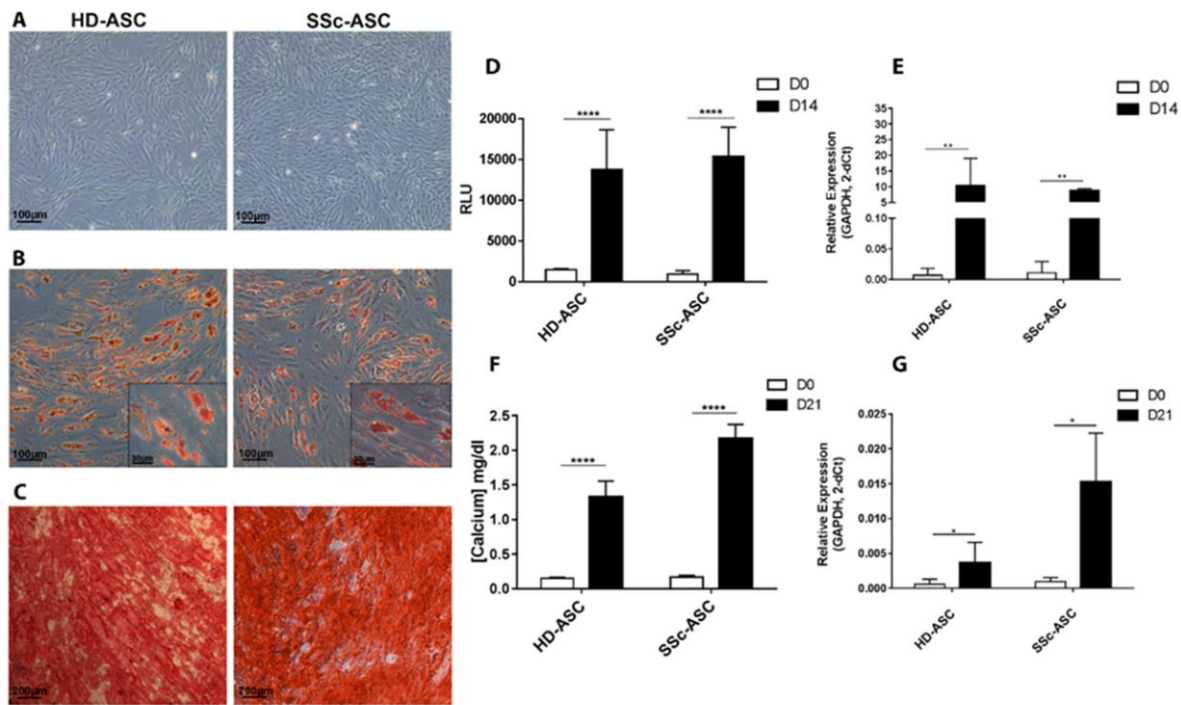 A
HD-ASC
SSc-ASC
100µm
100µm
B
100µm
50µm
100µm
C
200µm
200µm
D
D0
D14
****
****
20000
15000
10000
5000
0
RLU
HD-ASC
SSc-ASC
E
D0
D14
**
**
35
30
25
20
15
10
5
0.10
0.05
0.00
Relative Expression
(GAPDH, 2-dCt)
HD-ASC
SSc-ASC
F
D0
D21
****
****
2.5
2.0
1.5
1.0
0.5
0.0
[Calcium] mg/dl
HD-ASC
SSc-ASC
G
D0
D21
*
*
0.025
0.020
0.015
0.010
0.005
0.000
Relative Expression
(GAPDH, 2-dCt)
HD-ASC
SSc-ASC